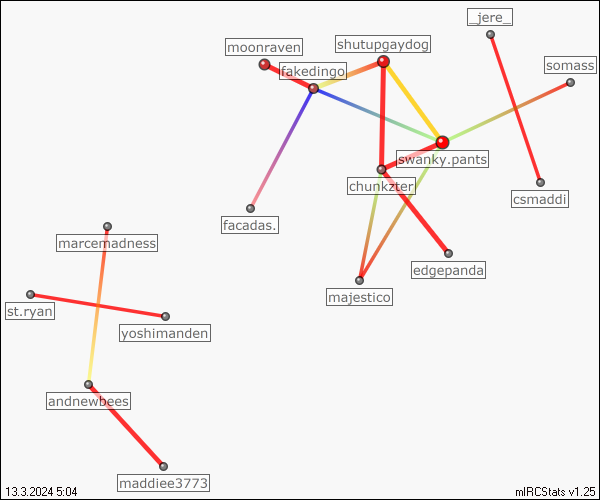 _jere_
shutupgaydog
moonraven
somass
fakedingo
swanky.pants
chunkzter
csmaddi
facadas.
marcemadness
edgepanda
majestico
st.ryan
yoshimanden
andnewbees
maddiee3773
13.3.2024 5:04
mIRCStats v1.25